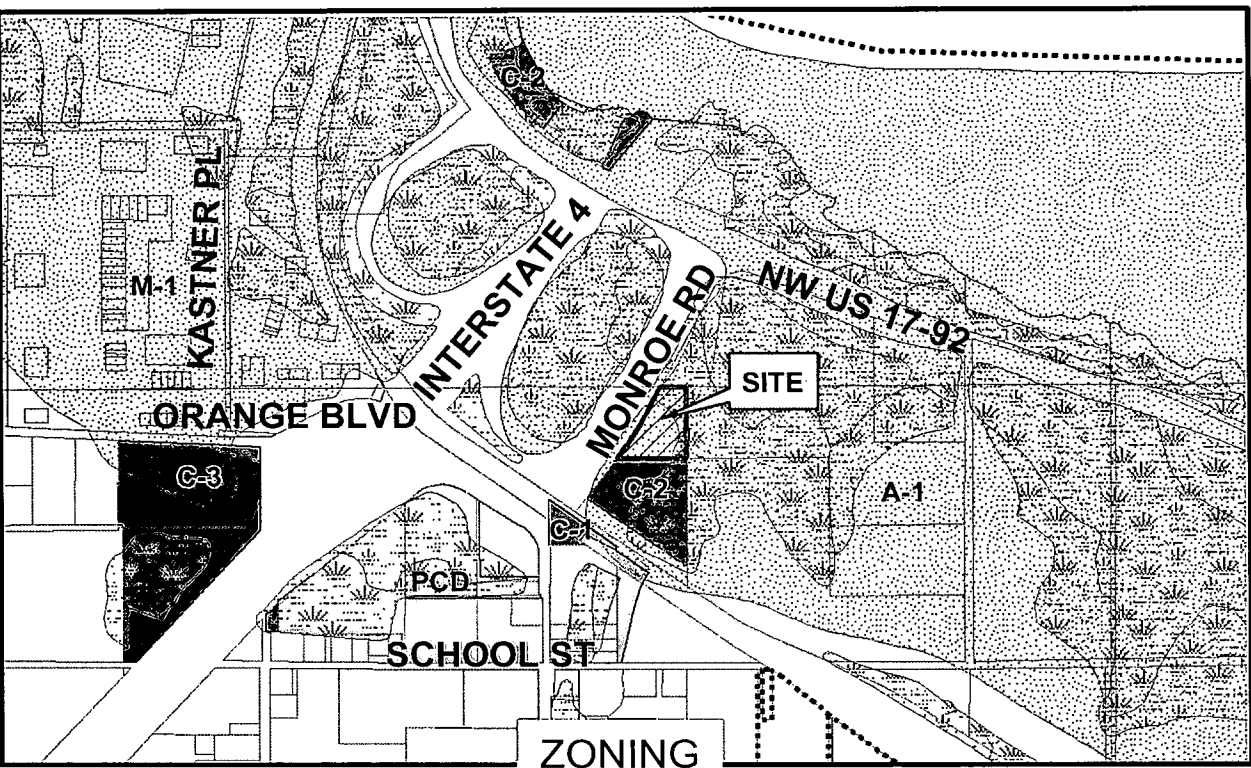 C-2
KASTNER PL
M-1
INTERSTATE 4
MONROE RD
NW US 17-92
SITE
ORANGE BLVD
C-3
C-2
A-1
C-1
PCD
SCHOOL ST
ZONING